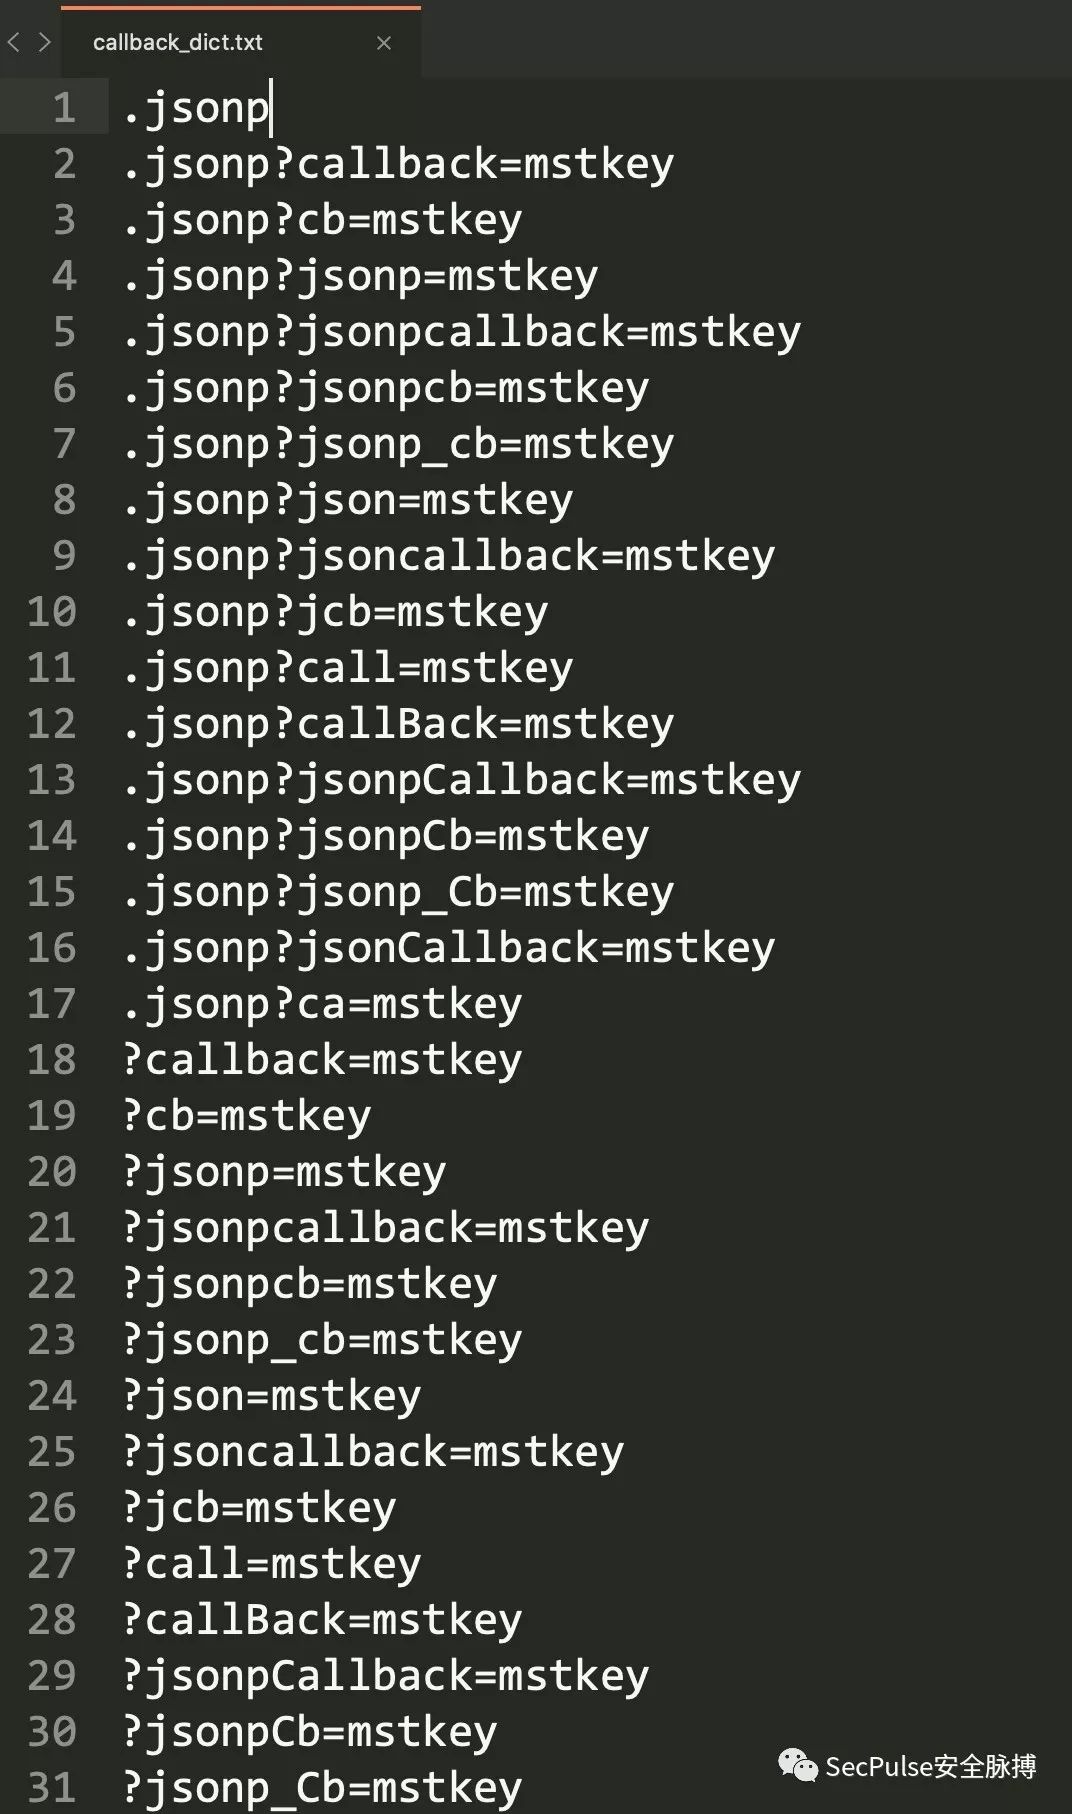 callback_dict.txt
1 .jsonp
2 .jsonp?callback=mstkey
3 .jsonp?cb=mstkey
4 .jsonp?jsonp=mstkey
5 .jsonp?jsonpcallback=mstkey
6 .jsonp?jsonpcb=mstkey
7 .jsonp?jsonp_cb=mstkey
8 .jsonp?json=mstkey
9 .jsonp?jsoncallback=mstkey
10 .jsonp?jcb=mstkey
11 .jsonp?call=mstkey
12 .jsonp?callBack=mstkey
13 .jsonp?jsonpCallback=mstkey
14 .jsonp?jsonpCb=mstkey
15 .jsonp?jsonp_Cb=mstkey
16 .jsonp?jsonCallback=mstkey
17 .jsonp?ca=mstkey
18 ?callback=mstkey
19 ?cb=mstkey
20 ?jsonp=mstkey
21 ?jsonpcallback=mstkey
22 ?jsonpcb=mstkey
23 ?jsonp_cb=mstkey
24 ?json=mstkey
25 ?jsoncallback=mstkey
26 ?jcb=mstkey
27 ?call=mstkey
28 ?callBack=mstkey
29 ?jsonpCallback=mstkey
30 ?jsonpCb=mstkey
31 ?jsonp_Cb=mstkey
SecPulse安全脉搏